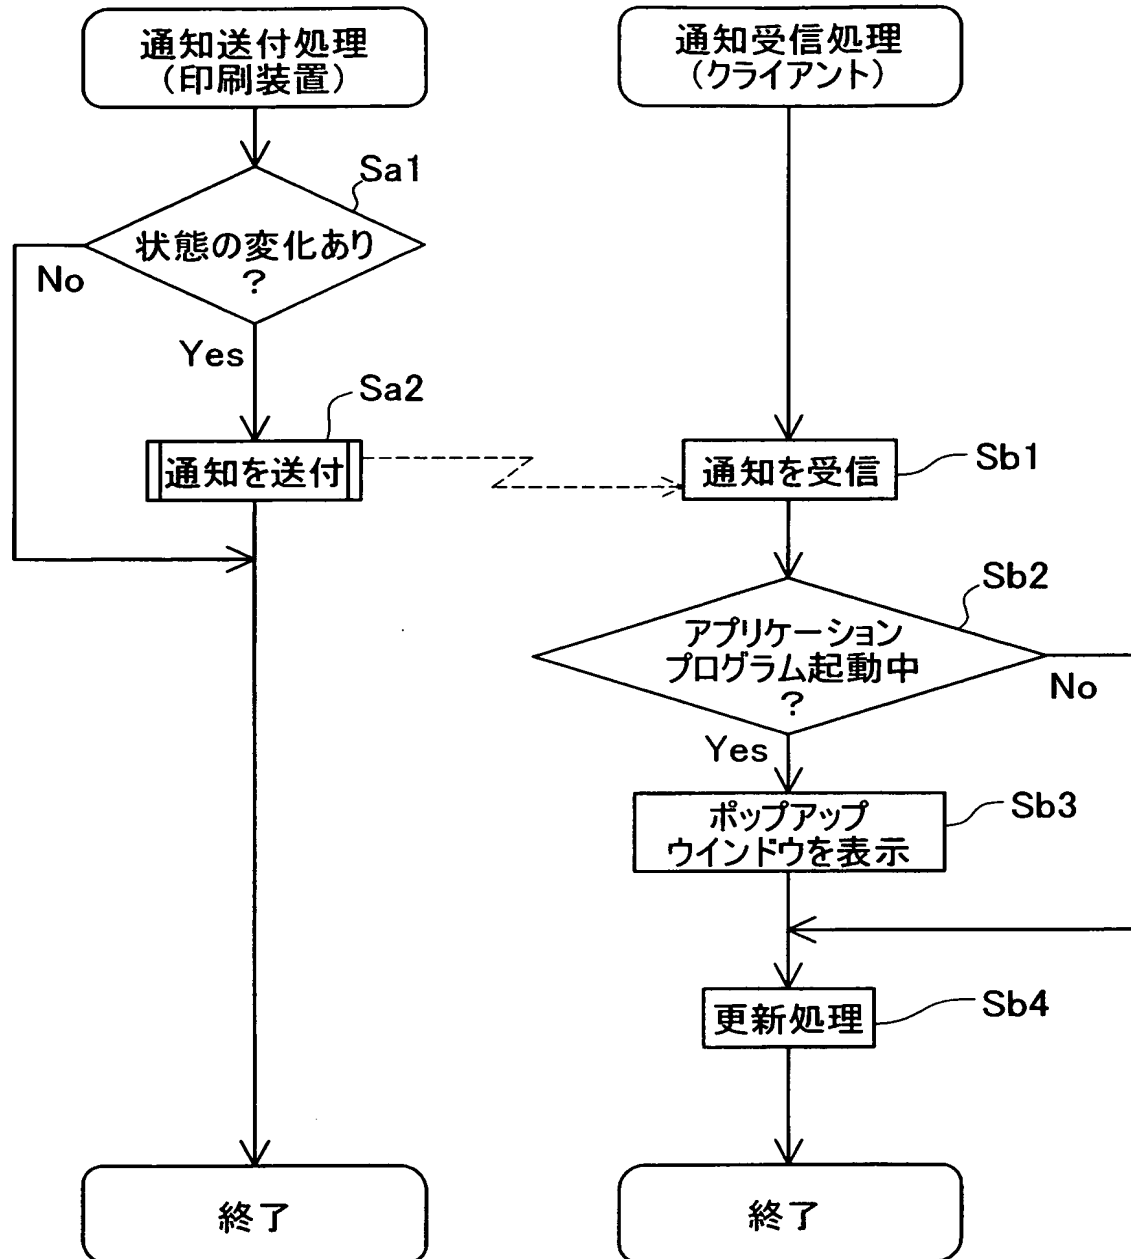 通知送付処理
(印刷装置)
Sa1
状態の変化あり
?
No
Yes
Sa2
通知を送付
終了
通知受信処理
(クライアント)
通知を受信
Sb1
Sb2
アプリケーション
プログラム起動中
?
No
Yes
ポップアップ
ウインドウを表示
Sb3
更新処理
Sb4
終了